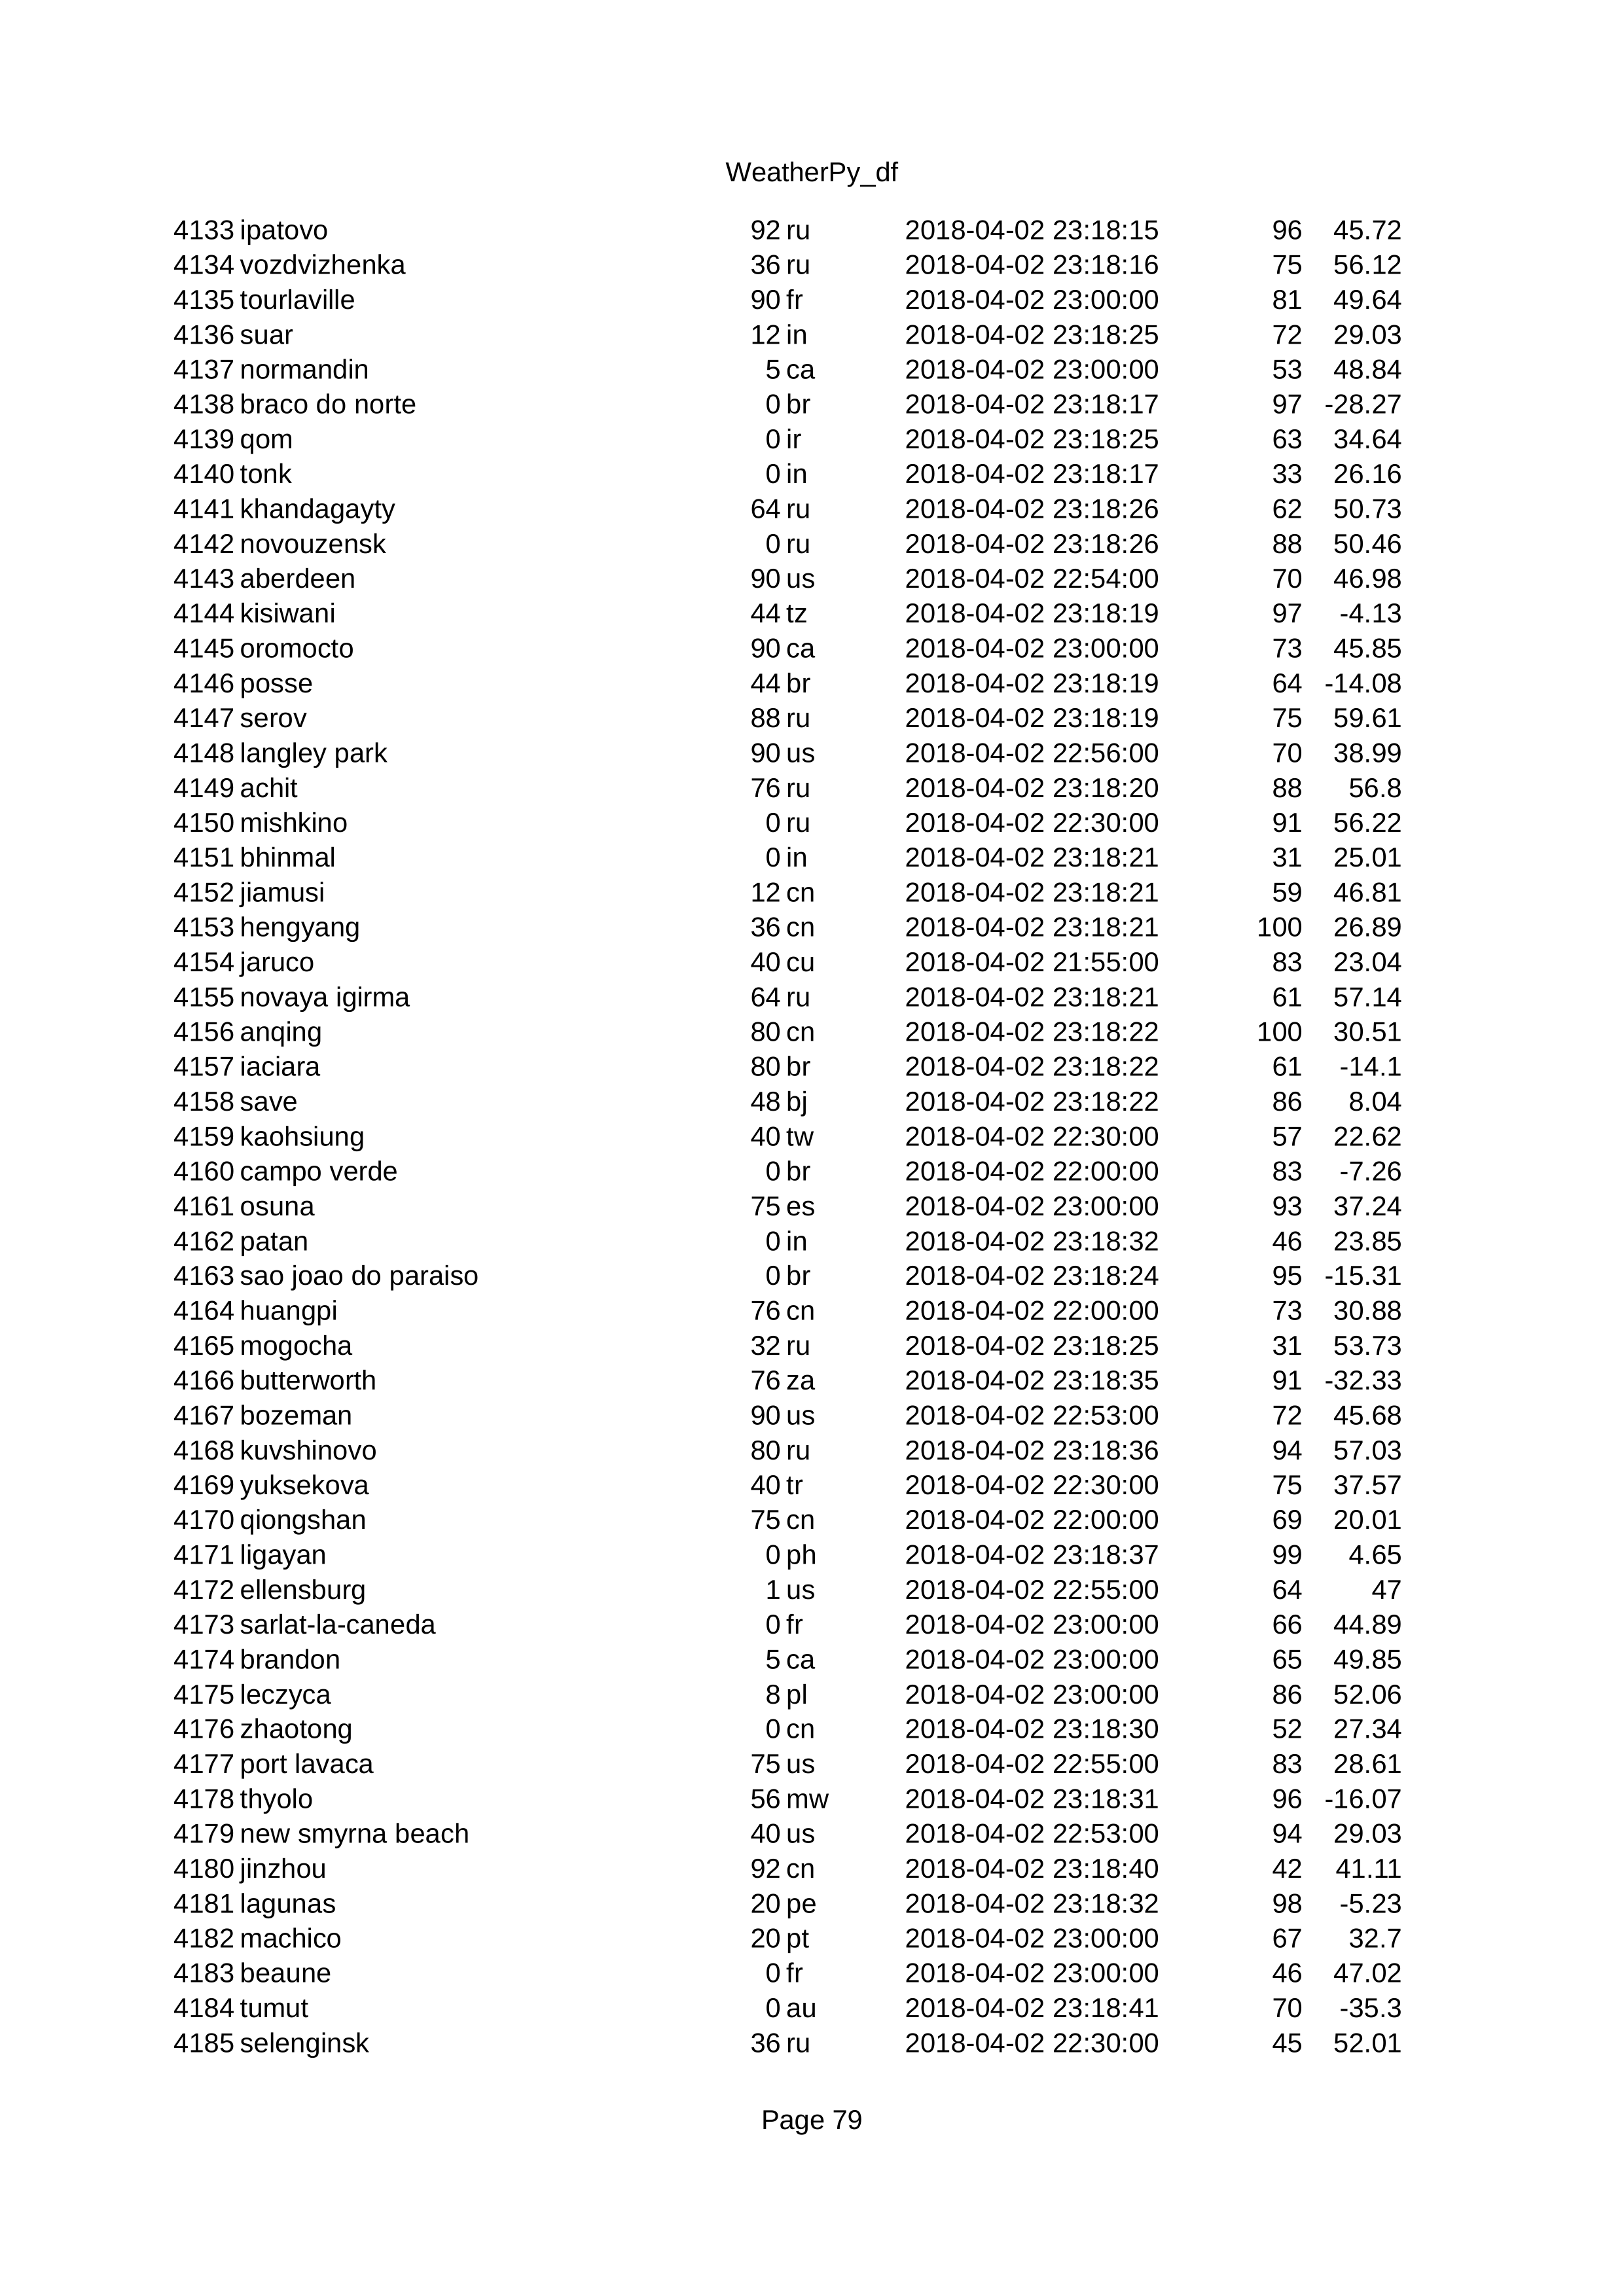 WeatherPy_df
4133 ipatovo 92 ru 2018-04-02 23:18:15 96 45.72
4134 vozdvizhenka 36 ru 2018-04-02 23:18:16 75 56.12
4135 tourlaville 90 fr 2018-04-02 23:00:00 81 49.64
4136 suar 12 in 2018-04-02 23:18:25 72 29.03
4137 normandin 5 ca 2018-04-02 23:00:00 53 48.84
4138 braco do norte 0 br 2018-04-02 23:18:17 97 -28.27
4139 qom 0 ir 2018-04-02 23:18:25 63 34.64
4140 tonk 0 in 2018-04-02 23:18:17 33 26.16
4141 khandagayty 64 ru 2018-04-02 23:18:26 62 50.73
4142 novouzensk 0 ru 2018-04-02 23:18:26 88 50.46
4143 aberdeen 90 us 2018-04-02 22:54:00 70 46.98
4144 kisiwani 44 tz 2018-04-02 23:18:19 97 -4.13
4145 oromocto 90 ca 2018-04-02 23:00:00 73 45.85
4146 posse 44 br 2018-04-02 23:18:19 64 -14.08
4147 serov 88 ru 2018-04-02 23:18:19 75 59.61
4148 langley park 90 us 2018-04-02 22:56:00 70 38.99
4149 achit 76 ru 2018-04-02 23:18:20 88 56.8
4150 mishkino 0 ru 2018-04-02 22:30:00 91 56.22
4151 bhinmal 0 in 2018-04-02 23:18:21 31 25.01
4152 jiamusi 12 cn 2018-04-02 23:18:21 59 46.81
4153 hengyang 36 cn 2018-04-02 23:18:21 100 26.89
4154 jaruco 40 cu 2018-04-02 21:55:00 83 23.04
4155 novaya igirma 64 ru 2018-04-02 23:18:21 61 57.14
4156 anqing 80 cn 2018-04-02 23:18:22 100 30.51
4157 iaciara 80 br 2018-04-02 23:18:22 61 -14.1
4158 save 48 bj 2018-04-02 23:18:22 86 8.04
4159 kaohsiung 40 tw 2018-04-02 22:30:00 57 22.62
4160 campo verde 0 br 2018-04-02 22:00:00 83 -7.26
4161 osuna 75 es 2018-04-02 23:00:00 93 37.24
4162 patan 0 in 2018-04-02 23:18:32 46 23.85
4163 sao joao do paraiso 0 br 2018-04-02 23:18:24 95 -15.31
4164 huangpi 76 cn 2018-04-02 22:00:00 73 30.88
4165 mogocha 32 ru 2018-04-02 23:18:25 31 53.73
4166 butterworth 76 za 2018-04-02 23:18:35 91 -32.33
4167 bozeman 90 us 2018-04-02 22:53:00 72 45.68
4168 kuvshinovo 80 ru 2018-04-02 23:18:36 94 57.03
4169 yuksekova 40 tr 2018-04-02 22:30:00 75 37.57
4170 qiongshan 75 cn 2018-04-02 22:00:00 69 20.01
4171 ligayan 0 ph 2018-04-02 23:18:37 99 4.65
4172 ellensburg 1 us 2018-04-02 22:55:00 64 47
4173 sarlat-la-caneda 0 fr 2018-04-02 23:00:00 66 44.89
4174 brandon 5 ca 2018-04-02 23:00:00 65 49.85
4175 leczyca 8 pl 2018-04-02 23:00:00 86 52.06
4176 zhaotong 0 cn 2018-04-02 23:18:30 52 27.34
4177 port lavaca 75 us 2018-04-02 22:55:00 83 28.61
4178 thyolo 56 mw 2018-04-02 23:18:31 96 -16.07
4179 new smyrna beach 40 us 2018-04-02 22:53:00 94 29.03
4180 jinzhou 92 cn 2018-04-02 23:18:40 42 41.11
4181 lagunas 20 pe 2018-04-02 23:18:32 98 -5.23
4182 machico 20 pt 2018-04-02 23:00:00 67 32.7
4183 beaune 0 fr 2018-04-02 23:00:00 46 47.02
4184 tumut 0 au 2018-04-02 23:18:41 70 -35.3
4185 selenginsk 36 ru 2018-04-02 22:30:00 45 52.01
Page 79